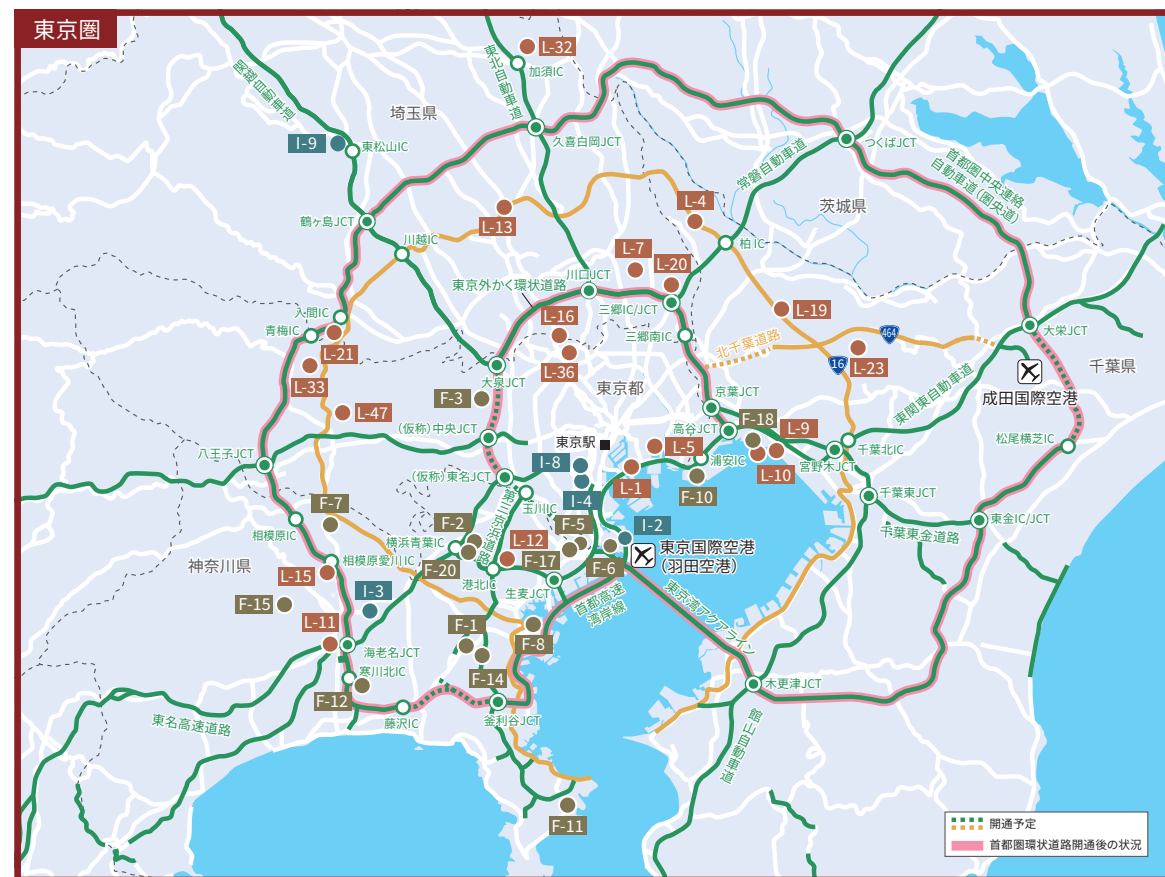 東京圏
L-32
加須IC
東北自動車道
関越自動車道
埼玉県
久喜白岡JCT
I-9
東松山IC
つくばJCT
常磐自動車道
首都圏中央連絡
自動車道(圏央道)
茨城県
L-13
L-4
鶴ヶ島JCT
川越IC
柏IC
L-7
L-20
川口JCT
東京外かく環状道路
三郷IC/JCT
L-19
入間IC
青梅IC
L-16
三郷南IC
北千葉道路
464
大栄JCT
L-21
L-36
16
L-23
L-33
大泉JCT
東京都
千葉県
成田国際空港
F-3
京葉JCT
東関東自動車道
L-47
F-18
(仮称)中央JCT
高谷JCT
L-9
東京駅
L-5
千葉北IC
松尾横芝IC
八王子JCT
I-8
浦安IC
宮野木JCT
(仮称)東名JCT
L-1
L-10
I-4
F-10
千葉東JCT
F-7
第三京浜道路
玉川IC
東金IC/JCT
相模原IC
F-2
F-5
I-2
千葉東金道路
横浜青葉IC
L-12
東京国際空港
(羽田空港)
神奈川県
相模原愛川IC
F-20
F-17
F-6
L-15
港北IC
生麦JCT
I-3
首都高速
湾岸線
東京湾アクアライン
F-15
L-11
F-1
F-8
海老名JCT
寒川北IC
F-14
F-12
木更津JCT
東名高速道路
藤沢IC
釜利谷JCT
館山自動車道
F-11
開通予定
首都圏環状道路開通後の状況